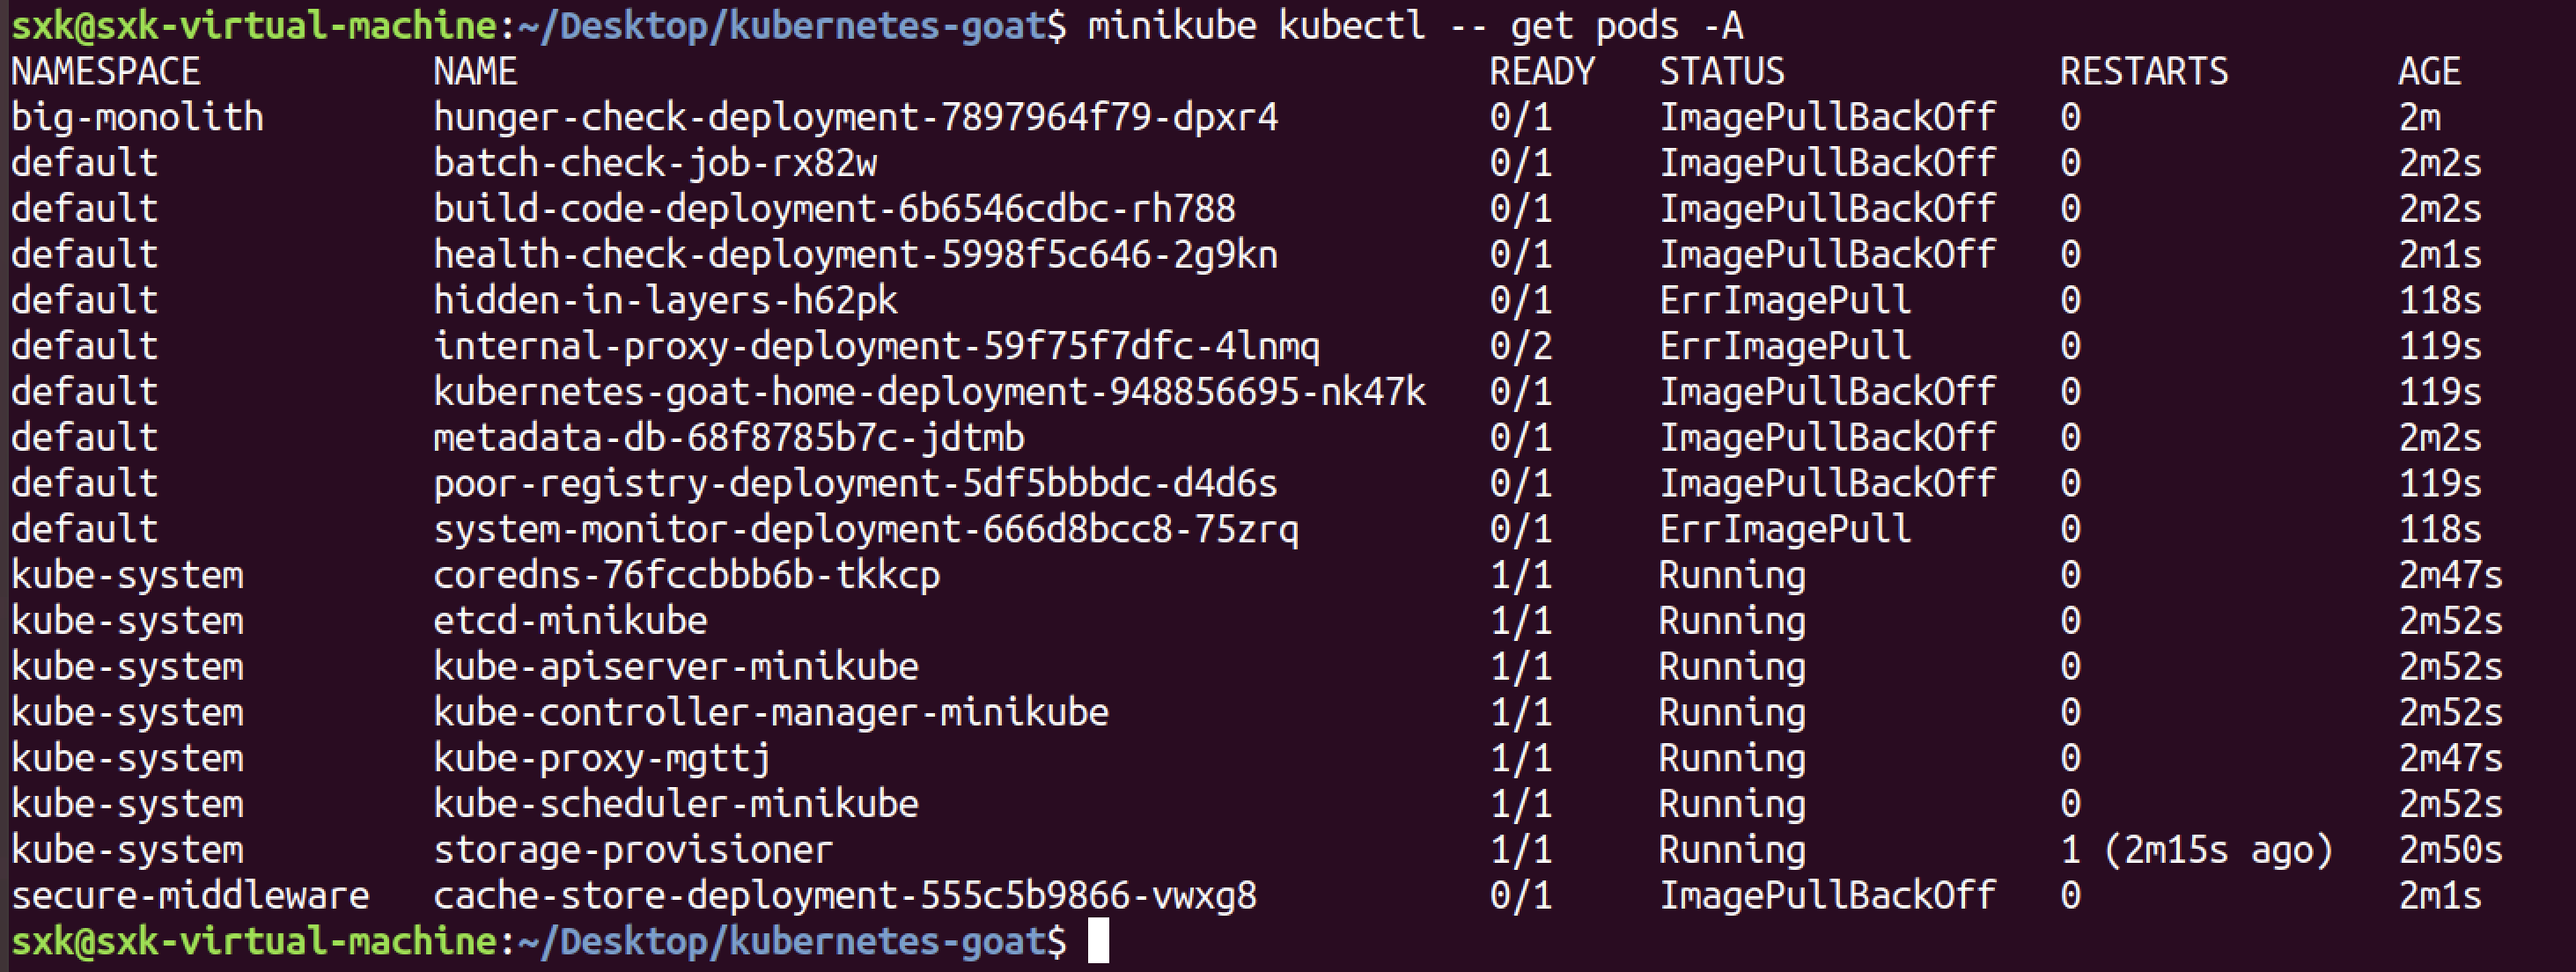 sxk@sxk-virtual-machine:~/Desktop/kubernetes-goat$ minikube kubectl -- get pods -A
NAMESPACE NAME READY STATUS RESTARTS AGE
big-monolith hunger-check-deployment-7897964f79-dpxr4 0/1 ImagePullBackOff 0 2m
default batch-check-job-rx82w 0/1 ImagePullBackOff 0 2m2s
default build-code-deployment-6b6546cdbc-rh788 0/1 ImagePullBackOff 0 2m2s
default health-check-deployment-5998f5c646-2g9kn 0/1 ImagePullBackOff 0 2m1s
default hidden-in-layers-h62pk 0/1 ErrImagePull 0 118s
default internal-proxy-deployment-59f75f7dfc-4lnmq 0/2 ErrImagePull 0 119s
default kubernetes-goat-home-deployment-948856695-nk47k 0/1 ImagePullBackOff 0 119s
default metadata-db-68f8785b7c-jdtmb 0/1 ImagePullBackOff 0 2m2s
default poor-registry-deployment-5df5bbbdc-d4d6s 0/1 ImagePullBackOff 0 119s
default system-monitor-deployment-666d8bcc8-75zrq 0/1 ErrImagePull 0 118s
kube-system coredns-76fccbbb6b-tkkcp 1/1 Running 0 2m47s
kube-system etcd-minikube 1/1 Running 0 2m52s
kube-system kube-apiserver-minikube 1/1 Running 0 2m52s
kube-system kube-controller-manager-minikube 1/1 Running 0 2m52s
kube-system kube-proxy-mgttj 1/1 Running 0 2m47s
kube-system kube-scheduler-minikube 1/1 Running 0 2m52s
kube-system storage-provisioner 1/1 Running 1 (2m15s ago) 2m50s
secure-middleware cache-store-deployment-555c5b9866-vwxg8 0/1 ImagePullBackOff 0 2m1s
sxk@sxk-virtual-machine:~/Desktop/kubernetes-goat$